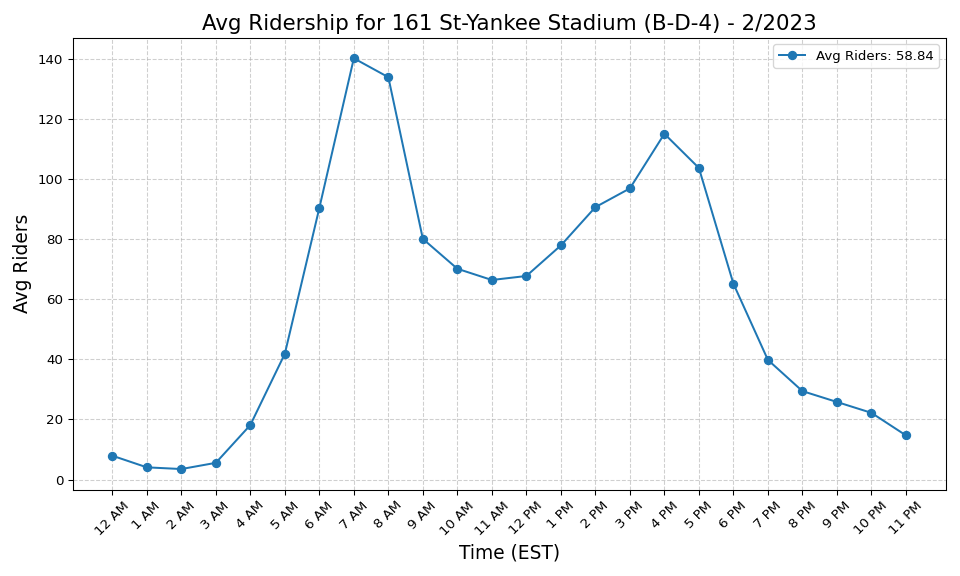 Avg Ridership for 161 St-Yankee Stadium (B-D-4) - 2/2023
Avg Riders: 58.84
Avg Riders
140
120
100
80
60
40
20
0
12 AM
1 AM
2 AM
3 AM
4 AM
5 AM
6 AM
7 AM
8 AM
9 AM
10 AM
11 AM
12 PM
1 PM
2 PM
3 PM
4 PM
5 PM
6 PM
7 PM
8 PM
9 PM
10 PM
11 PM
Time (EST)